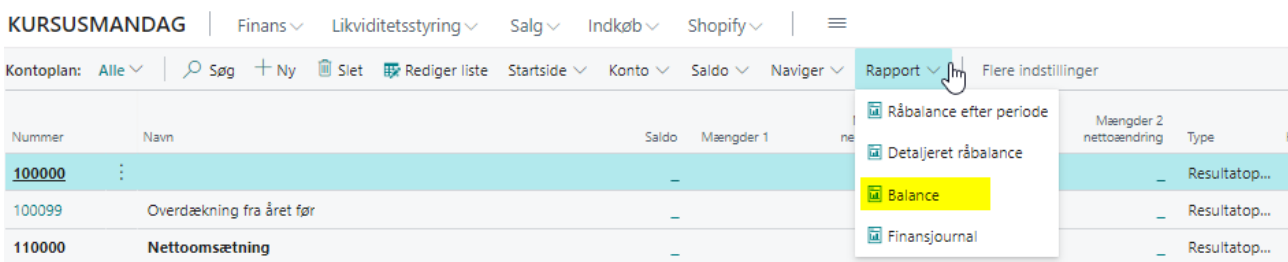 KURSUSMANDAG Finans Likviditetsstyring Salg Indkøb Shopify
Kontoplan: Alle Søg Ny Slet Rediger liste Startside Konto Saldo Naviger Rapport Flere indstillinger
Råbalance efter periode
Detaljeret råbalance
Balance
Finansjournal
Nummer Navn Saldo Mængder 1 Mængder 2 nettoændring Type
100000 _ _ Resultatop...
100099 Overdækning fra året før _ _ Resultatop...
110000 Nettoomsætning _ _ Resultatop...